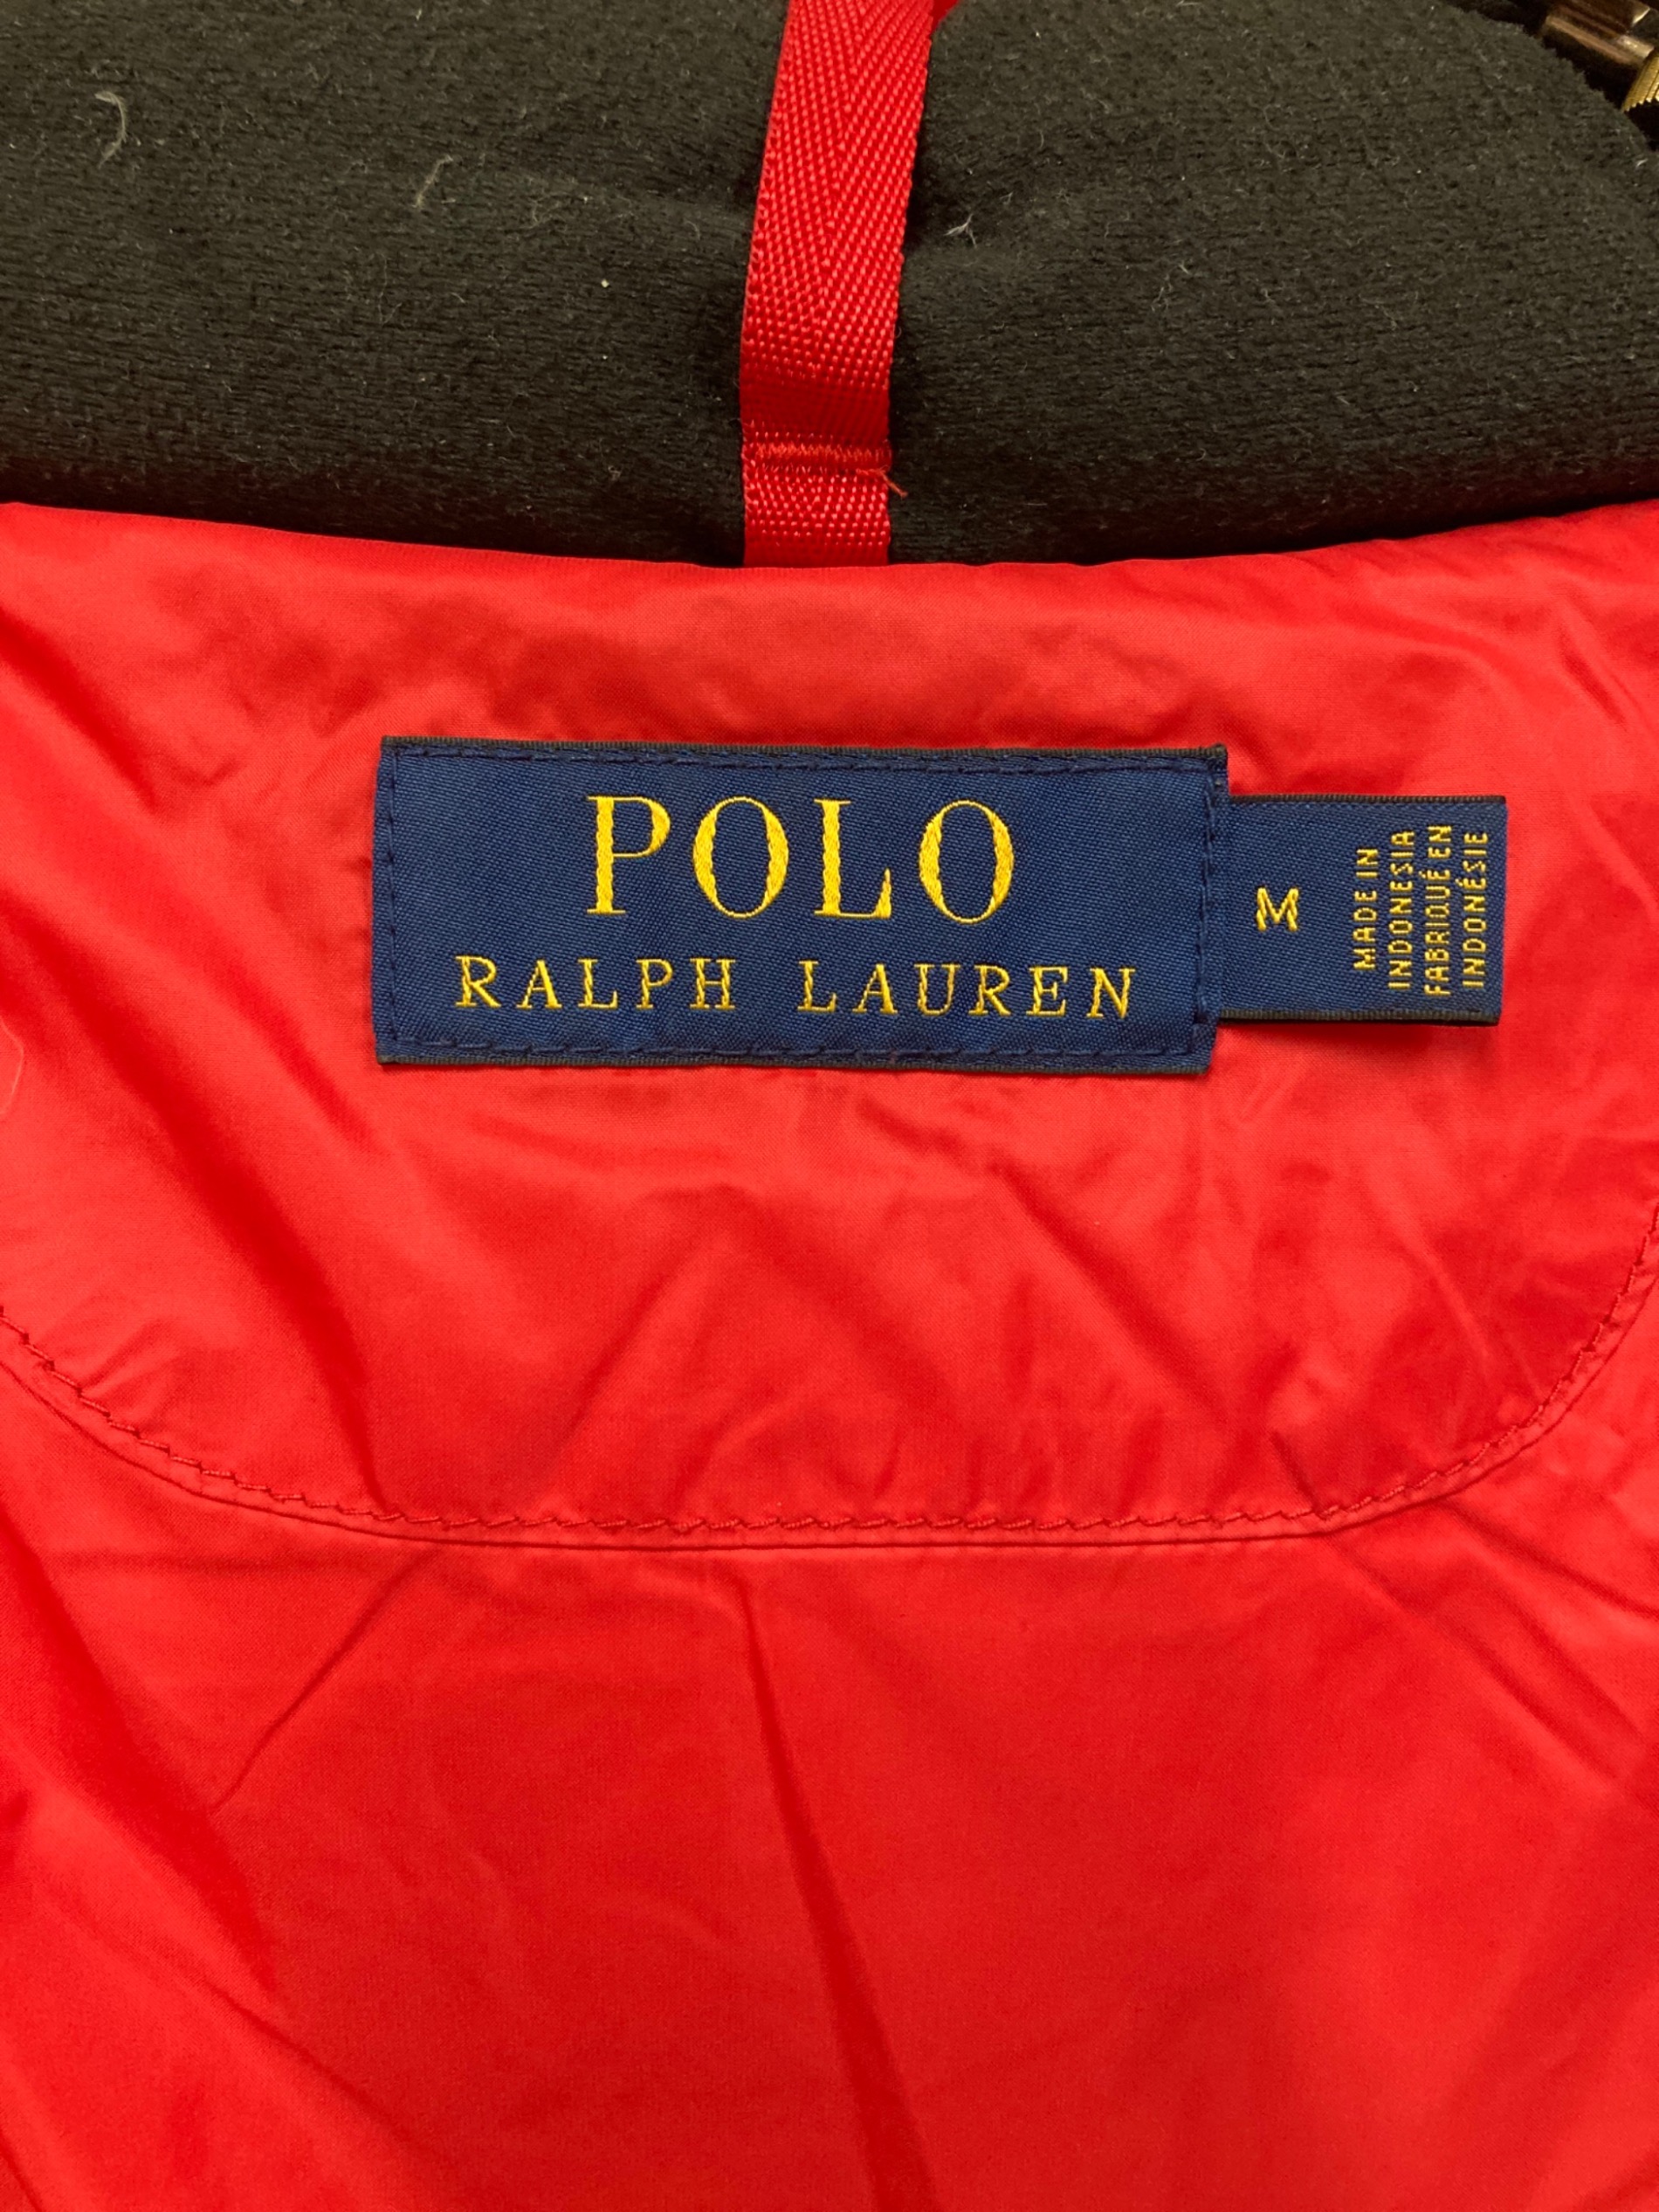 POLO
RALPH LAUREN
M
MADE IN
INDONESIA
FABRIQUÉ EN
INDONÉSIE